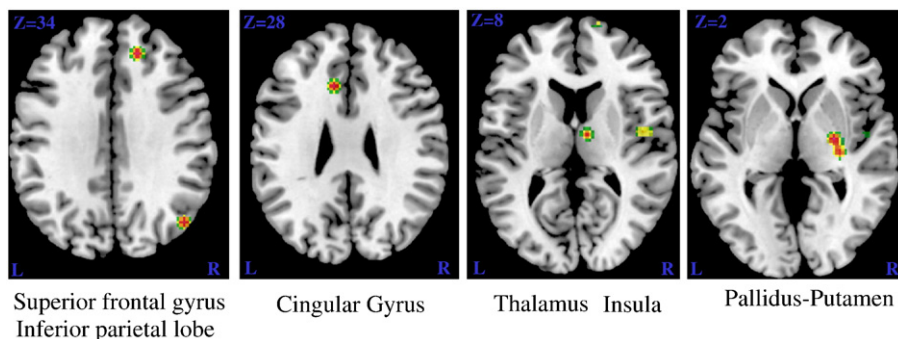 Z=34
L R
Superior frontal gyrus
Inferior parietal lobe
Z=28
L R
Cingular Gyrus
Z=8
L R
Thalamus Insula
Z=2
L R
Pallidus-Putamen